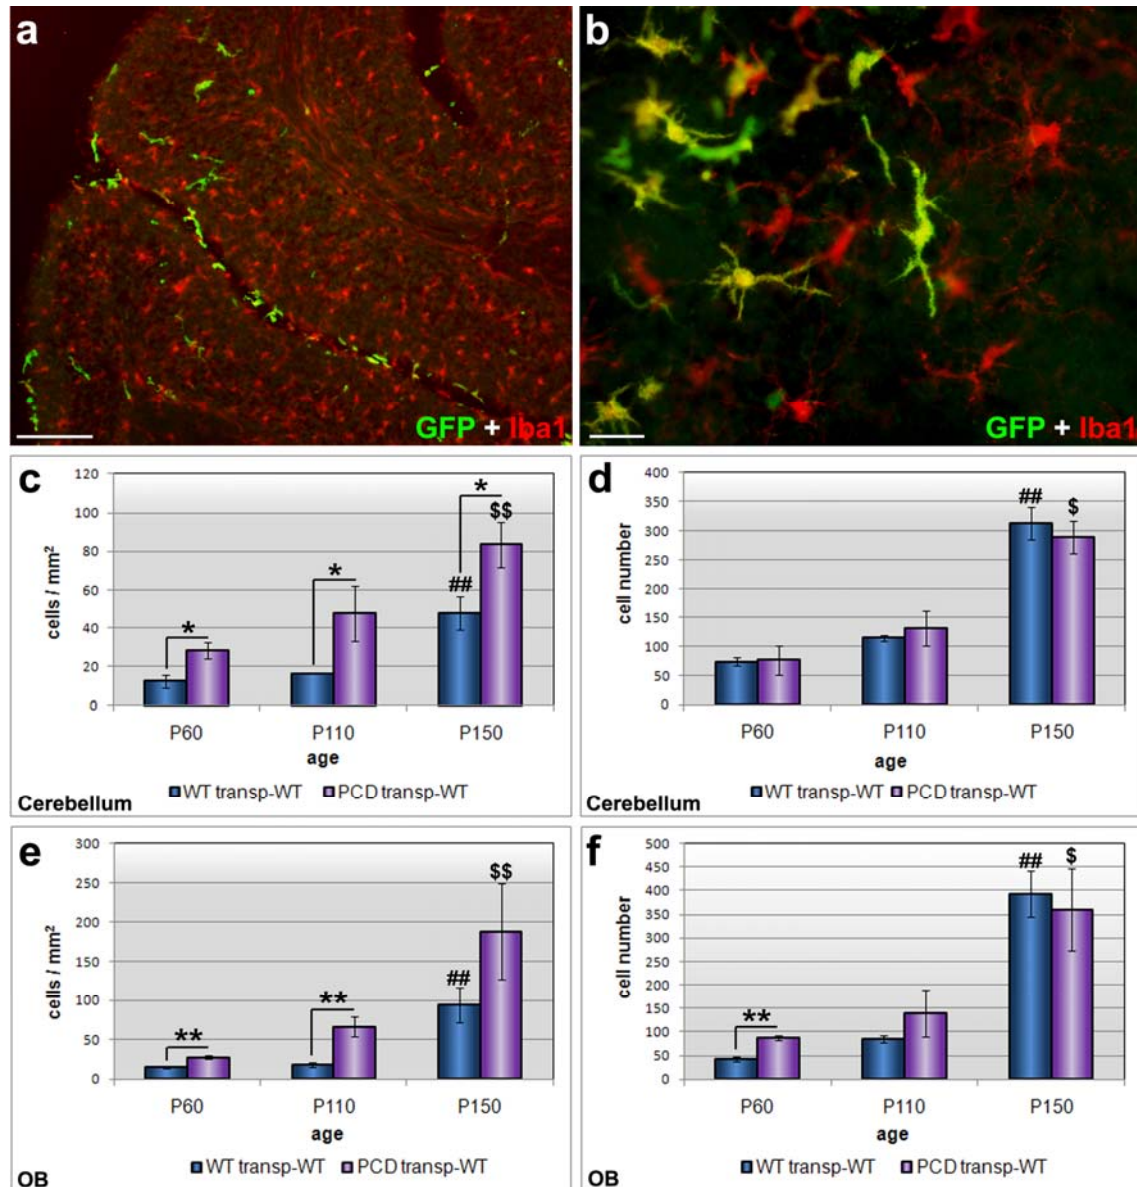 a
GFP + Iba1
b
GFP + Iba1
c
120
100
80
60
40
20
0
cells / mm²
*
*
*
##
$$
P60 P110 P150
age
WT transp-WT PCD transp-WT
Cerebellum
d
400
350
300
250
200
150
100
50
0
cell number
##
$
P60 P110 P150
age
WT transp-WT PCD transp-WT
Cerebellum
e
300
250
200
150
100
50
0
cells / mm²
**
**
##
$$
P60 P110 P150
age
WT transp-WT PCD transp-WT
OB
f
500
450
400
350
300
250
200
150
100
50
0
cell number
**
##
$
P60 P110 P150
age
WT transp-WT PCD transp-WT
OB